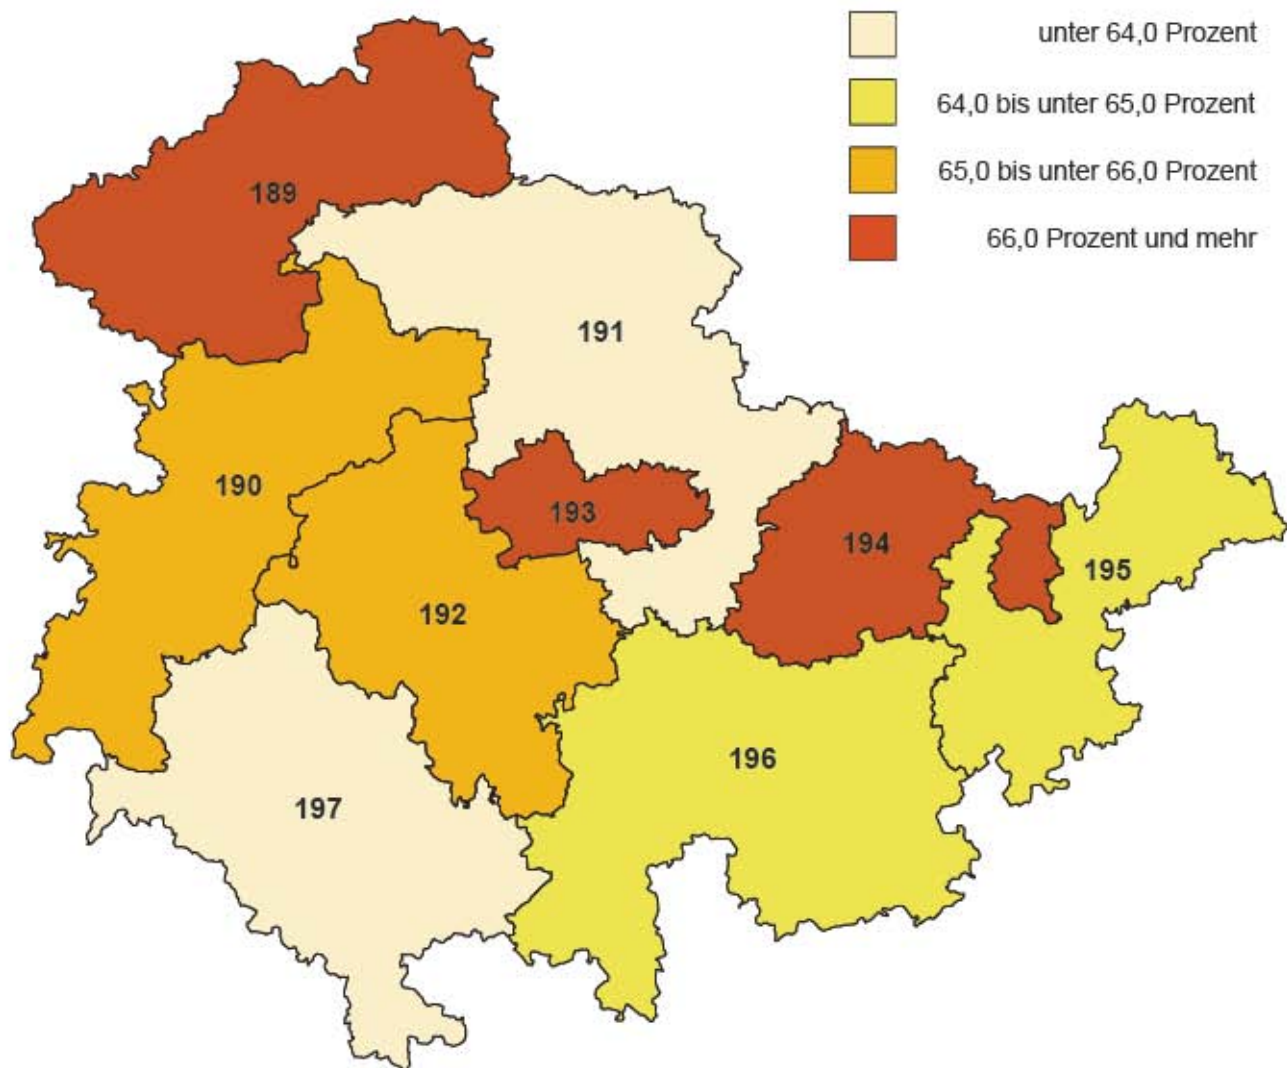 unter 64,0 Prozent
64,0 bis unter 65,0 Prozent
65,0 bis unter 66,0 Prozent
66,0 Prozent und mehr
189
191
190
193
194
195
192
196
197